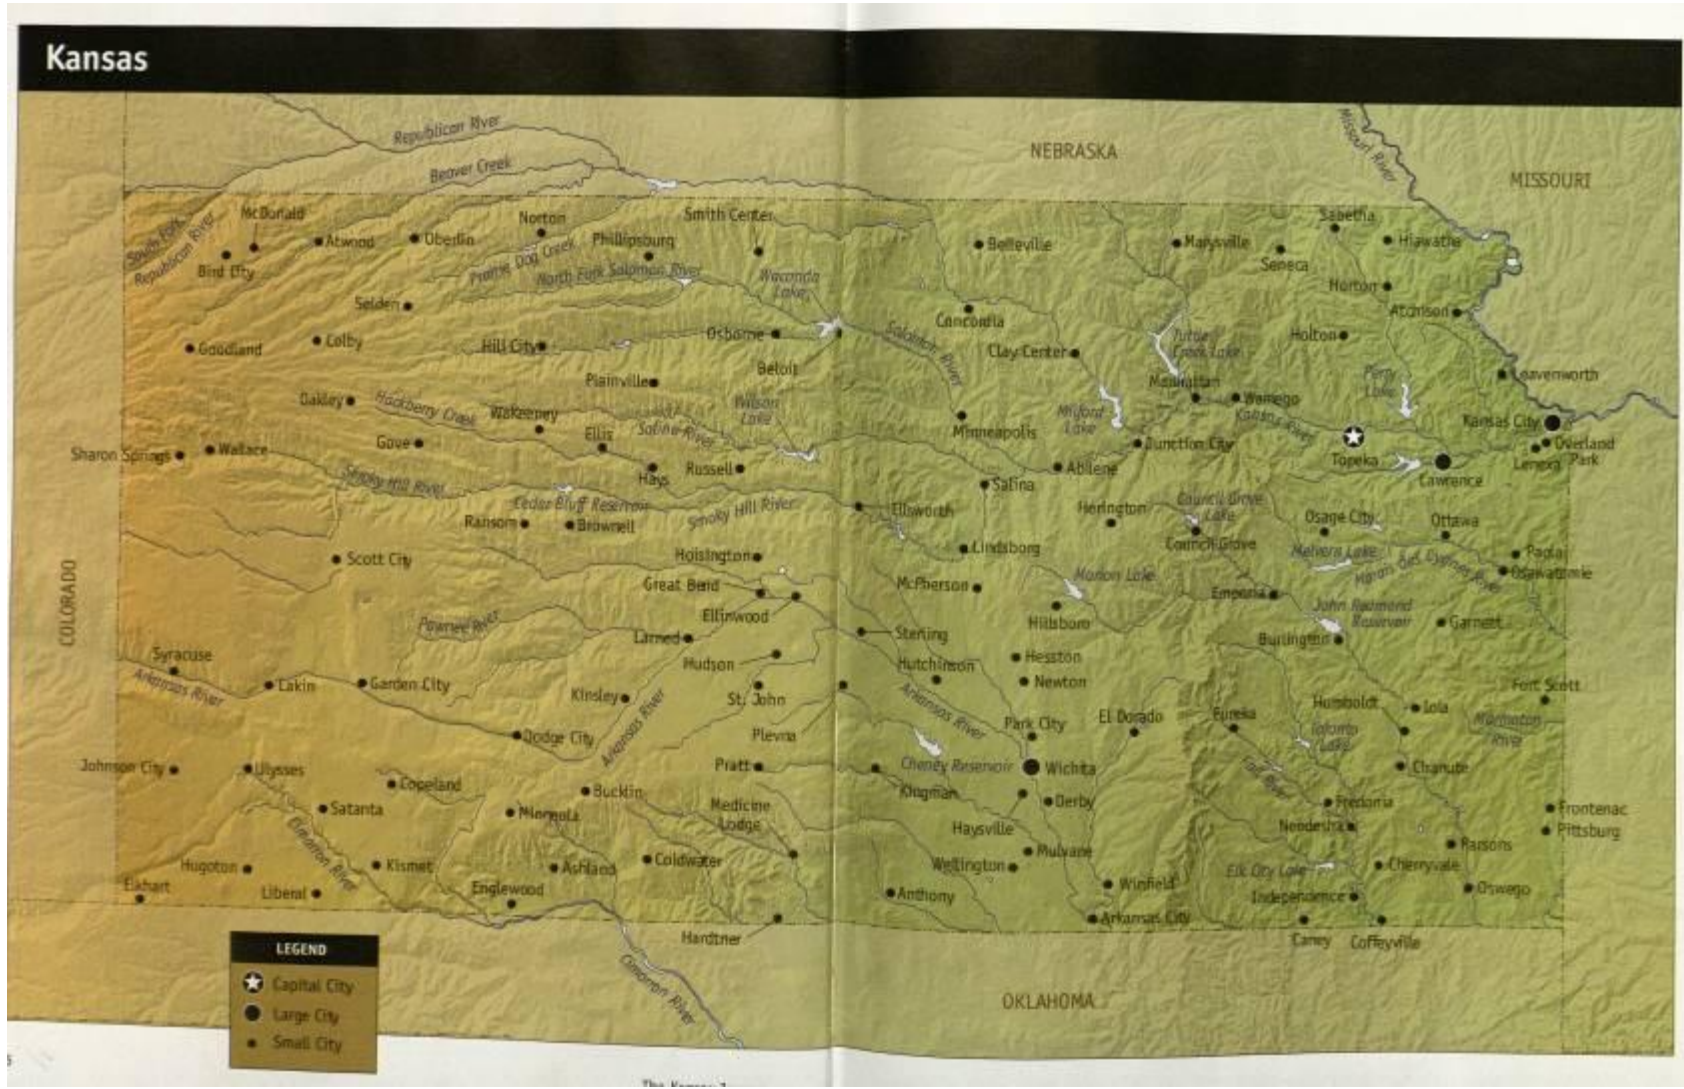 Kansas
Republican River
Beaver Creek
NEBRASKA
Missouri River
MISSOURI
South Fork
Republican River
McDonald
Atwood
Oberlin
Norton
Smith Center
Phillipsburg
Prairie Dog Creek
North Fork Solomon River
Bird City
Belleville
Marysville
Seneca
Sabetha
Hiawatha
Horton
Waconda
Lake
Selden
Goodland
Colby
Hill City
Osborne
Beloit
Concordia
Solomon River
Clay Center
Tuttle
Creek Lake
Holton
Atchison
Plainville
Oakley
Hackberry Creek
Wakeeney
Wilson
Lake
Saline River
Manhattan
Wamego
Kansas River
Perry
Lake
Leavenworth
Kansas City
Sharon Springs
Wallace
Gove
Ellis
Hays
Russell
Minneapolis
Milford
Lake
Junction City
Abilene
Topeka
Lawrence
Lenexa
Overland
Park
Smoky Hill River
Cedar Bluff Reservoir
Smoky Hill River
Salina
Ransom
Brownell
Ellsworth
Herington
Council Grove
Lake
Council Grove
Osage City
Ottawa
Scott City
Hoisington
Lindsborg
Melvern Lake
Marais des Cygnes River
Paola
Osawatomie
COLORADO
Great Bend
Ellinwood
McPherson
Marion Lake
Emporia
John Redmond
Reservoir
Pawnee River
Larned
Sterling
Hillsboro
Burlington
Garnett
Syracuse
Arkansas River
Lakin
Garden City
Hudson
Hutchinson
Hesston
Newton
Kinsley
Arkansas River
St. John
Arkansas River
Park City
El Dorado
Eureka
Humboldt
Iola
Fort Scott
Marmaton
River
Toronto
Lake
Dodge City
Plevna
Johnson City
Ulysses
Copeland
Bucklin
Pratt
Cheney Reservoir
Wichita
Fall River
Chanute
Satanta
Minneola
Medicine
Lodge
Kingman
Derby
Haysville
Fredonia
Neodesha
Frontenac
Pittsburg
Cimarron River
Mulvane
Parsons
Hugoton
Kismet
Ashland
Coldwater
Wellington
Elk City Lake
Cherryvale
Elkhart
Liberal
Englewood
Anthony
Winfield
Independence
Oswego
Hardtner
Arkansas City
Caney
Coffeyville
Cimarron River
OKLAHOMA
LEGEND
Capital City
Large City
Small City